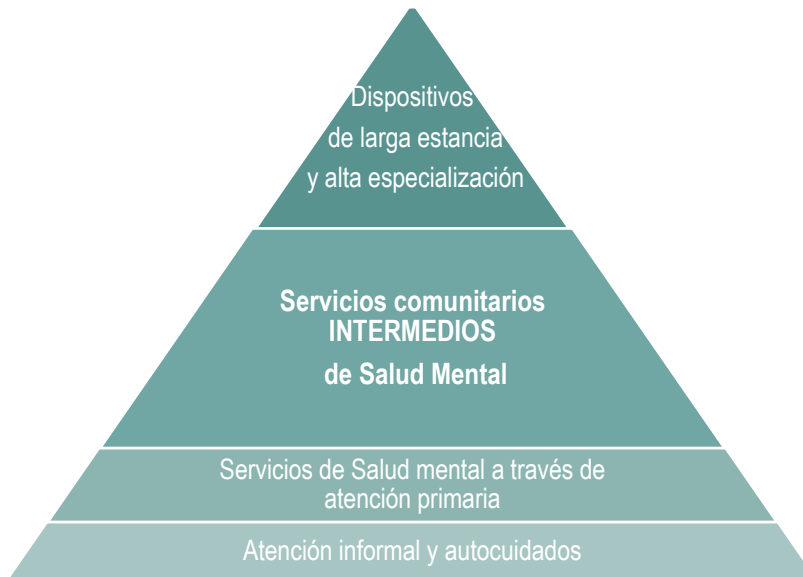 Dispositivos
de larga estancia
y alta especialización
Servicios comunitarios
INTERMEDIOS
de Salud Mental
Servicios de Salud mental a través de
atención primaria
Atención informal y autocuidados